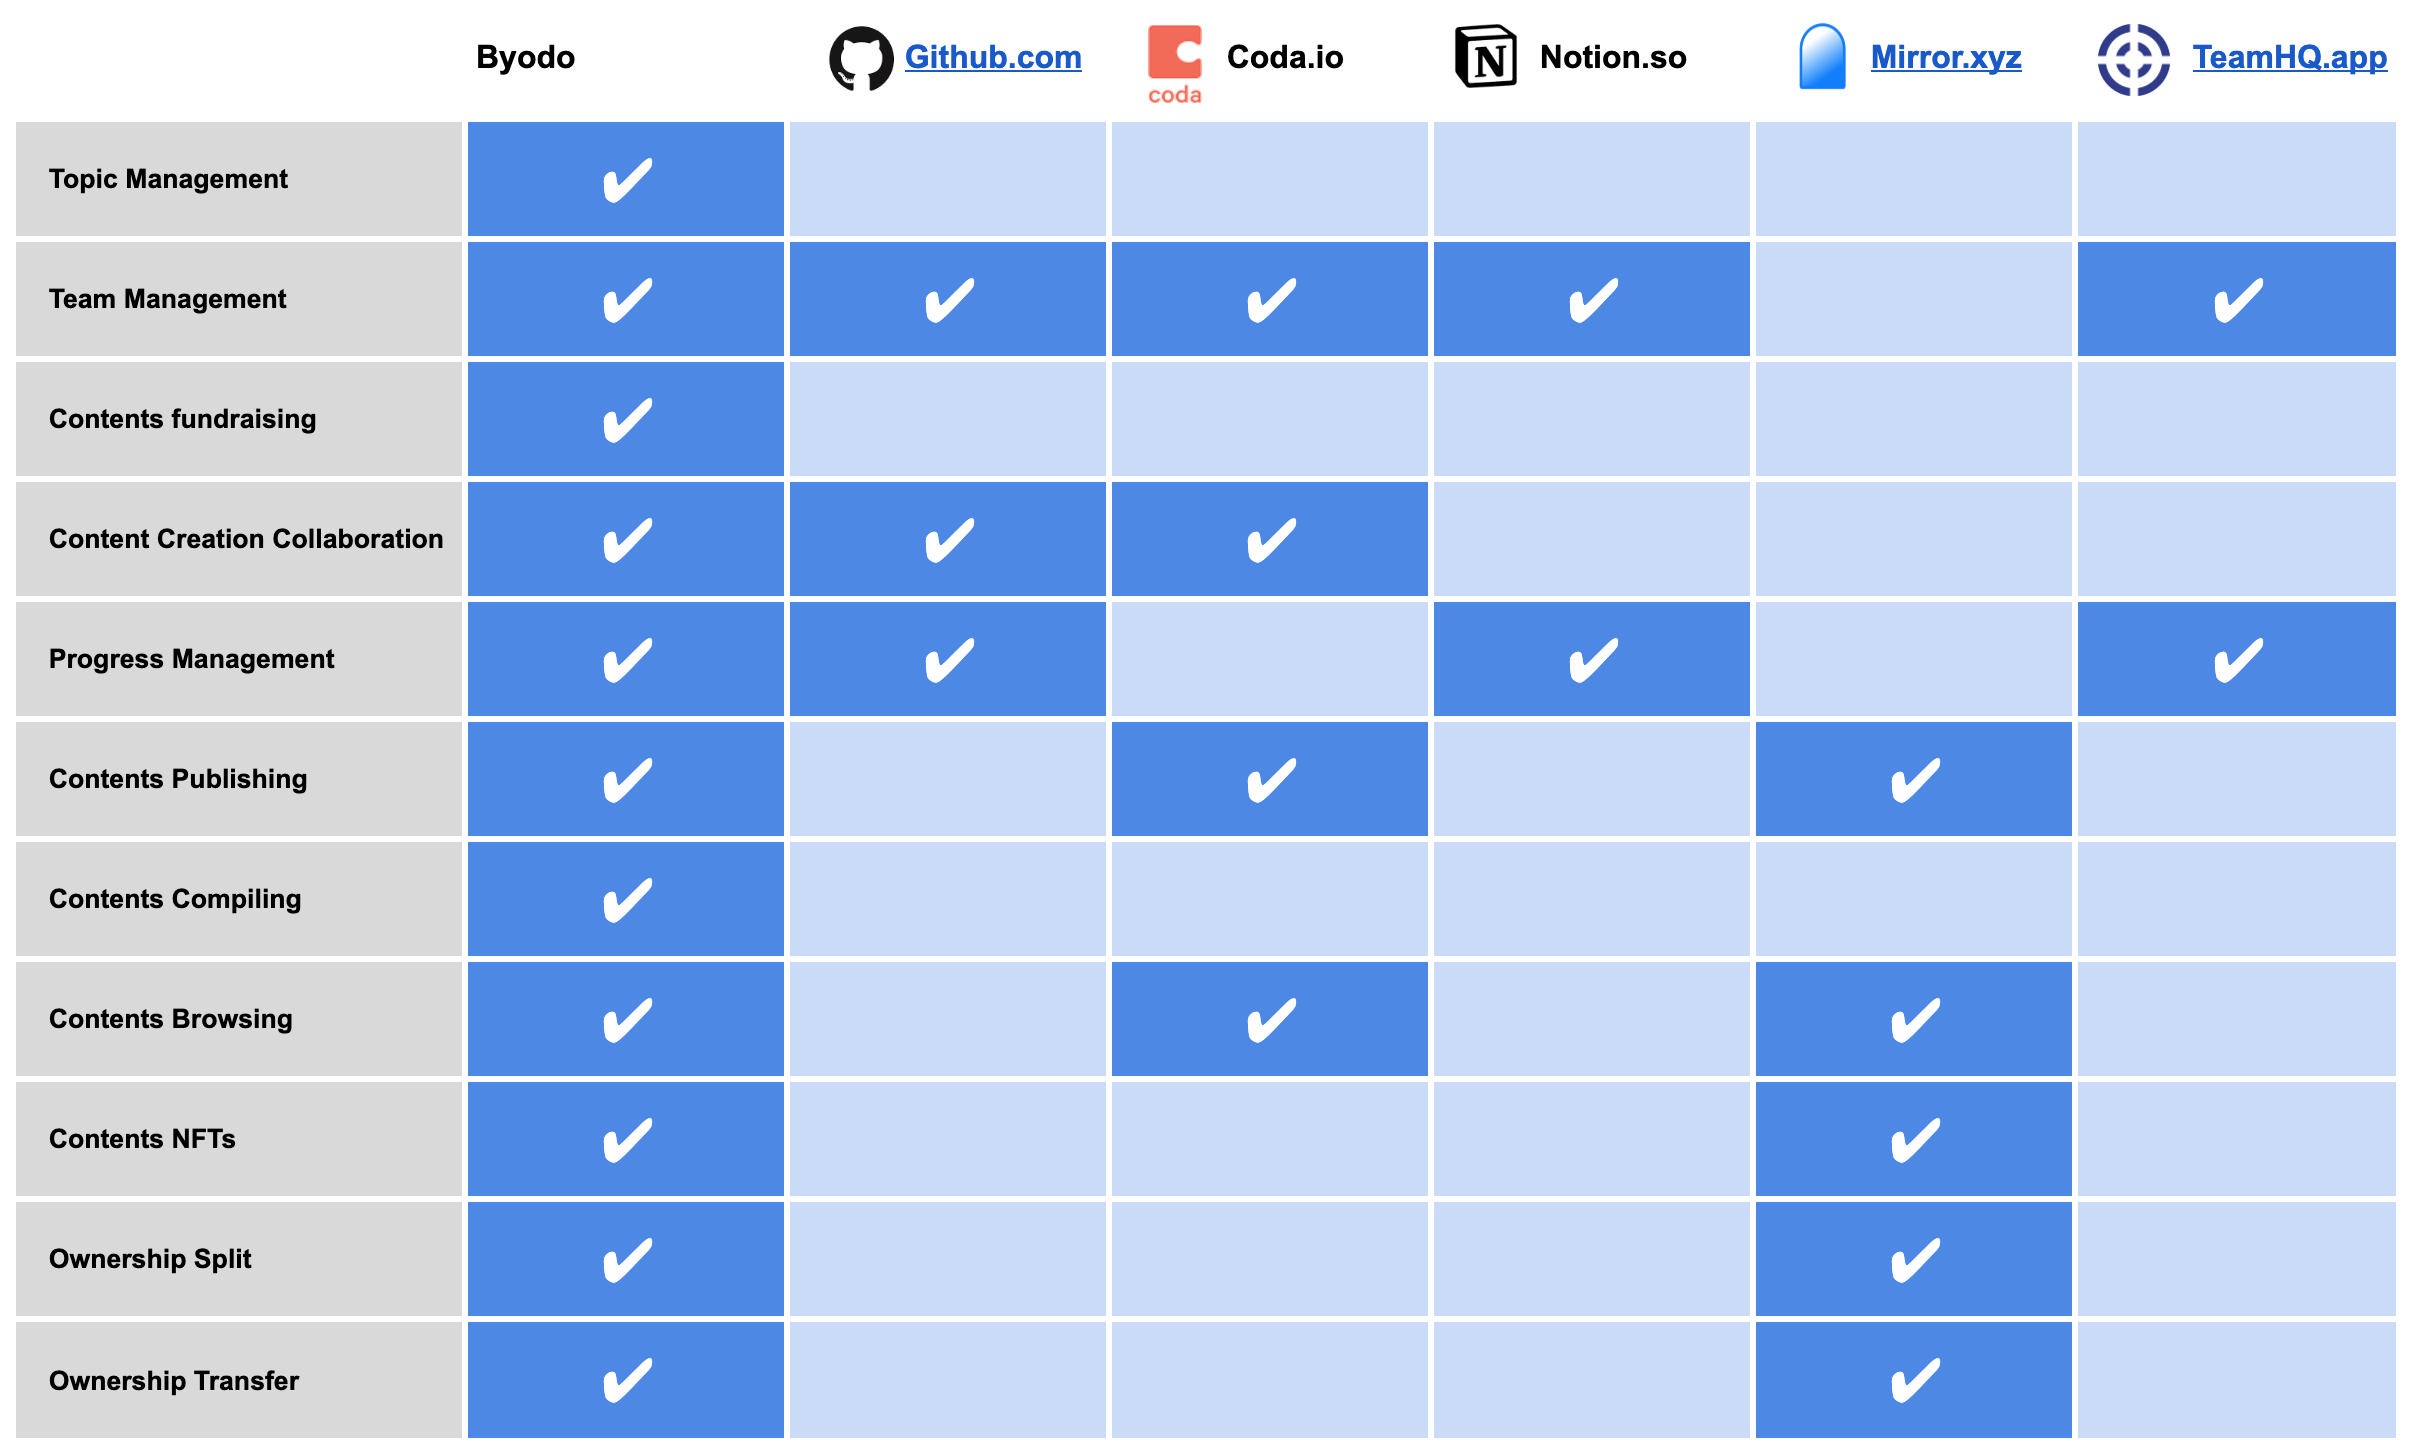 Byodo
Github.com
coda
Coda.io
N
Notion.so
Mirror.xyz
TeamHQ.app
Topic Management
✔
Team Management
✔ ✔ ✔ ✔ ✔
Contents fundraising
✔
Content Creation Collaboration
✔ ✔ ✔
Progress Management
✔ ✔ ✔ ✔
Contents Publishing
✔ ✔ ✔
Contents Compiling
✔
Contents Browsing
✔ ✔ ✔
Contents NFTs
✔ ✔
Ownership Split
✔ ✔
Ownership Transfer
✔ ✔